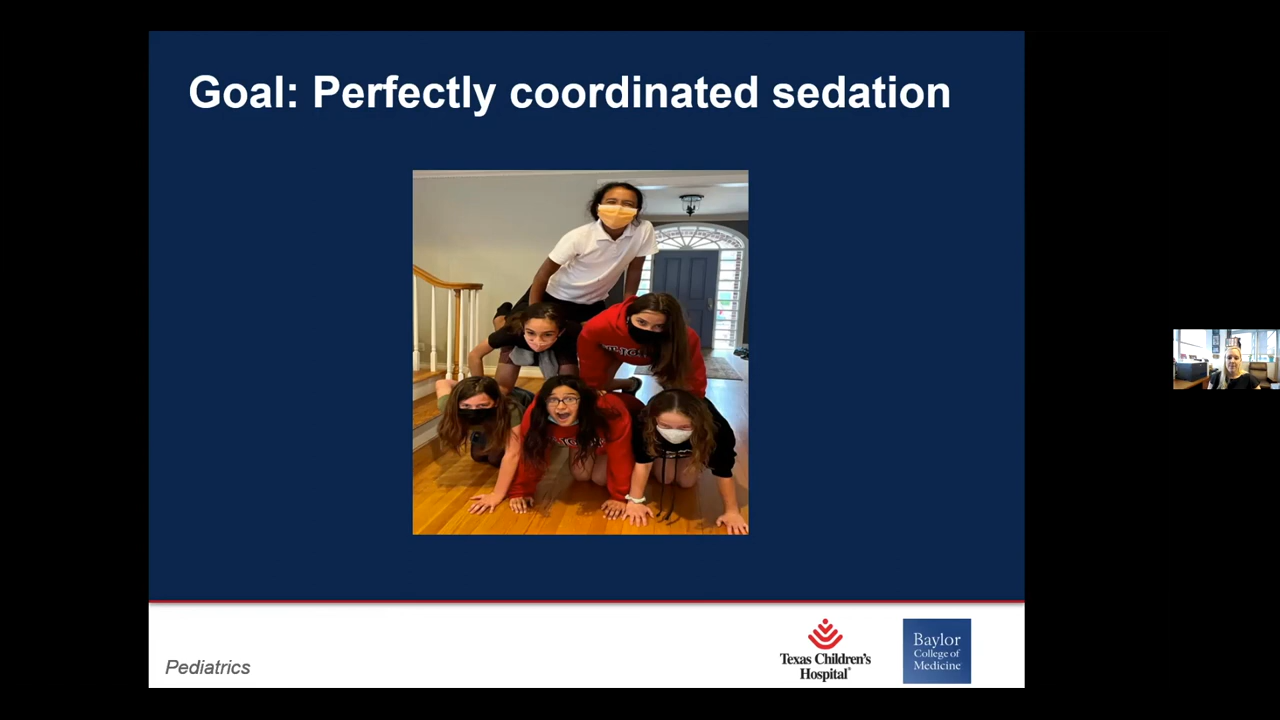 Goal: Perfectly coordinated sedation
Pediatrics
Texas Children's
Hospital
Baylor
College of
Medicine